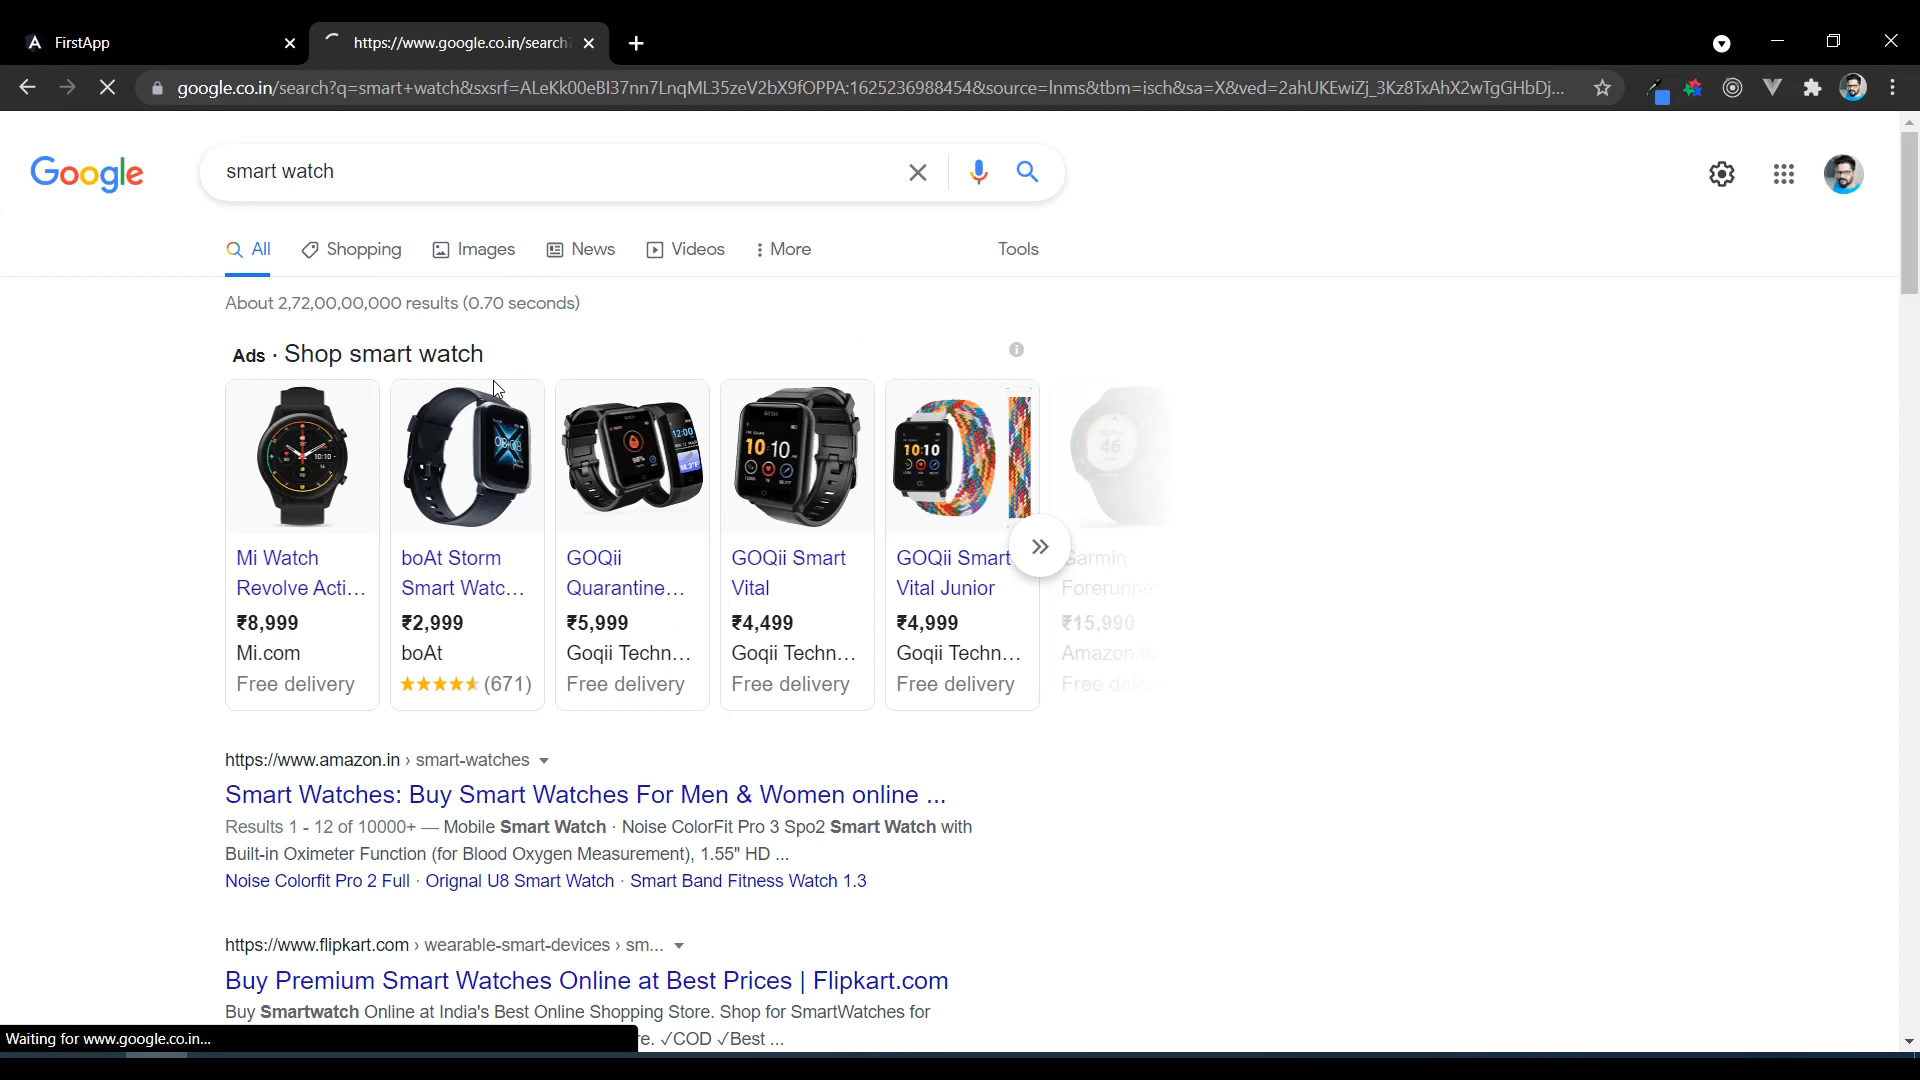 FirstApp
https://www.google.co.in/search?
google.co.in/search?q=smart+watch&sxsrf=ALeKk00eBI37nn7LnqML35zeV2bX9fOPPA:1625236988454&source=lnms&tbm=isch&sa=X&ved=2ahUKEwiZj_3Kz8TxAhX2wTgGHbDj...
Google
smart watch
All Shopping Images News Videos More Tools
About 2,72,00,00,000 results (0.70 seconds)
Ads · Shop smart watch
Mi Watch
Revolve Acti...
₹8,999
Mi.com
Free delivery
boAt Storm
Smart Watc...
₹2,999
boAt
(671)
GOQii
Quarantine...
₹5,999
Goqii Techn...
Free delivery
GOQii Smart
Vital
₹4,499
Goqii Techn...
Free delivery
GOQii Smart
Vital Junior
₹4,999
Goqii Techn...
Free delivery
Garmin
Forerunner
₹15,990
Amazon.in
Free
https://www.amazon.in › smart-watches
Smart Watches: Buy Smart Watches For Men & Women online ...
Results 1 - 12 of 10000+ — Mobile Smart Watch · Noise ColorFit Pro 3 Spo2 Smart Watch with
Built-in Oximeter Function (for Blood Oxygen Measurement), 1.55" HD ...
Noise Colorfit Pro 2 Full · Orignal U8 Smart Watch · Smart Band Fitness Watch 1.3
https://www.flipkart.com › wearable-smart-devices › sm...
Buy Premium Smart Watches Online at Best Prices | Flipkart.com
Buy Smartwatch Online at India's Best Online Shopping Store. Shop for SmartWatches for
re. ✓COD ✓Best ...
Waiting for www.google.co.in...